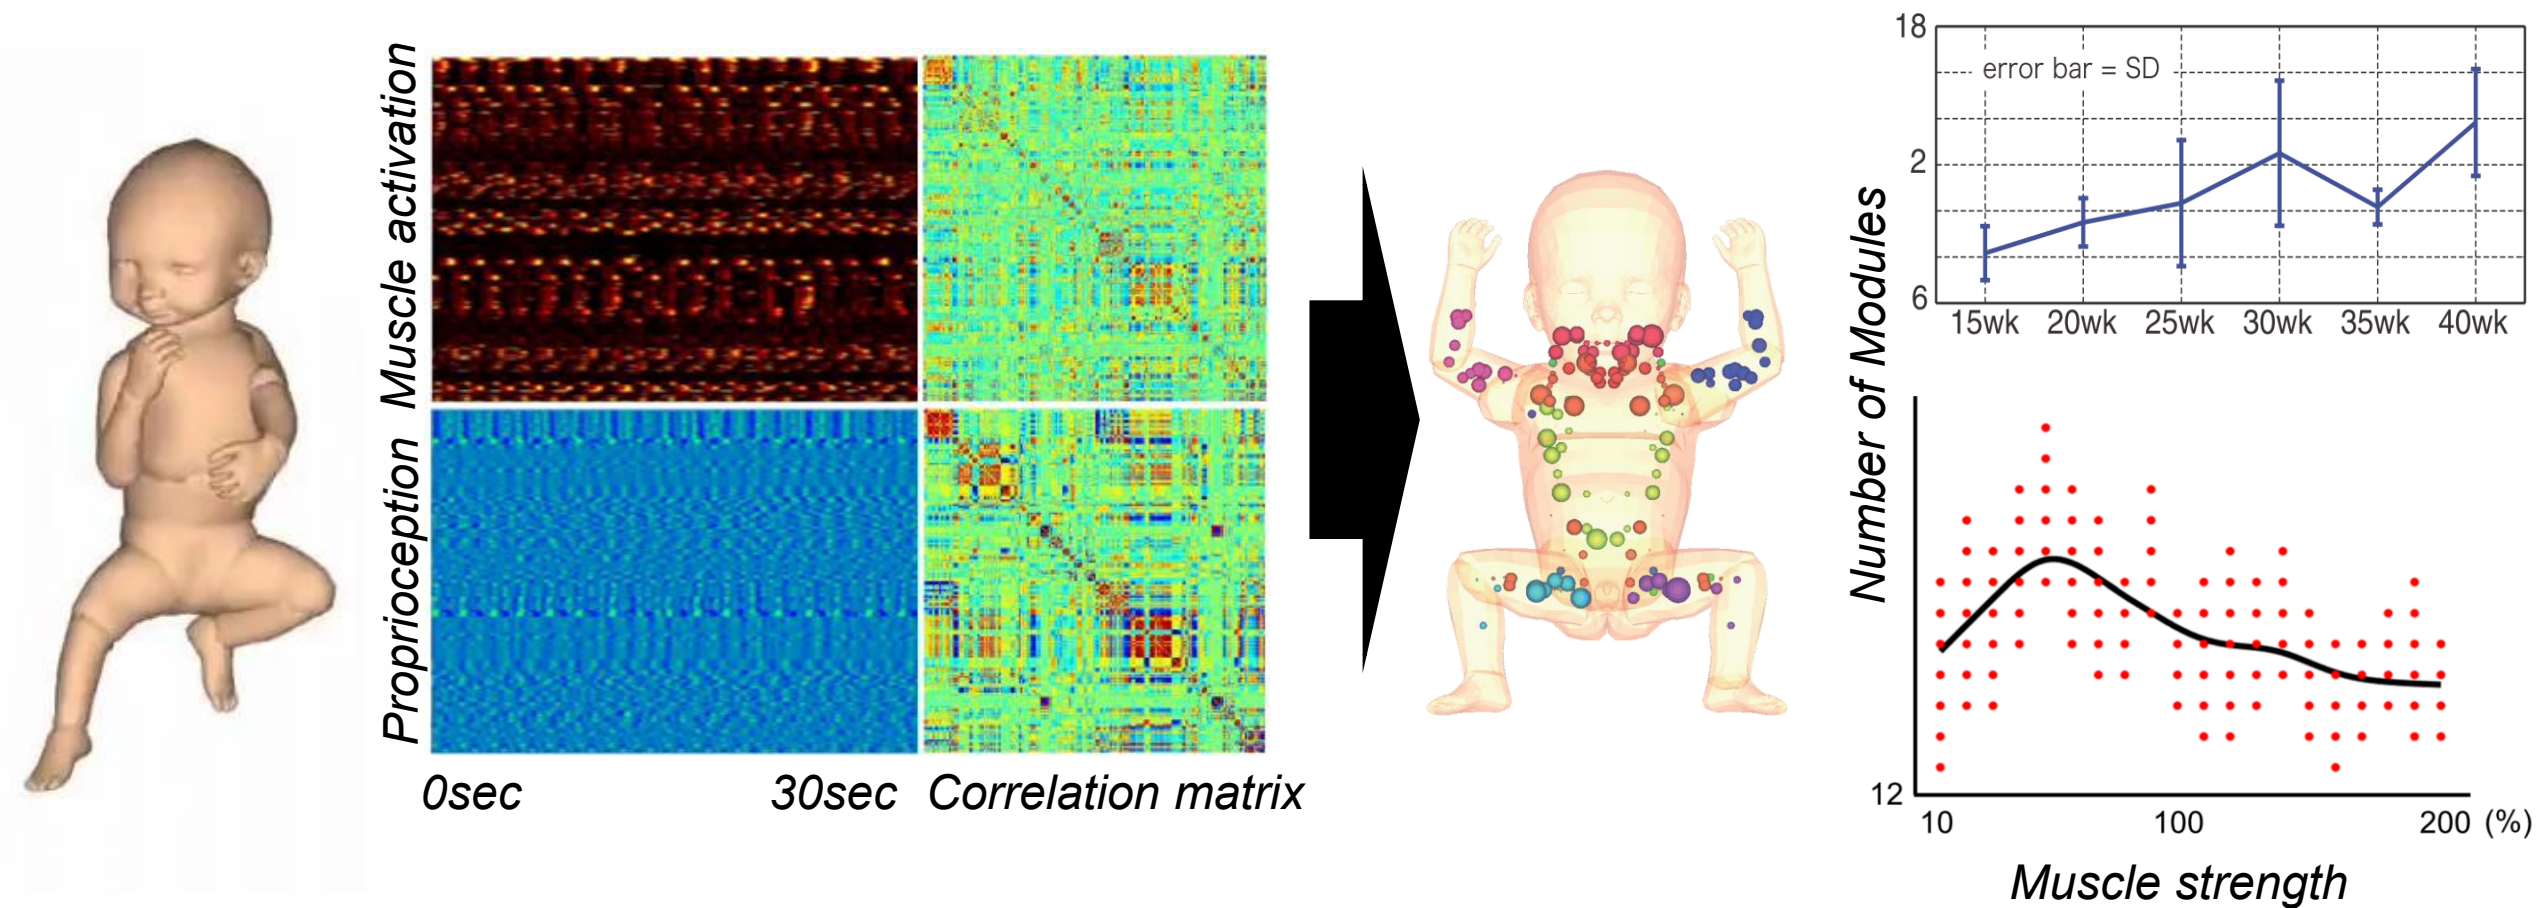 Muscle activation
Proprioception
0sec
30sec
Correlation matrix
Number of Modules
18
2
6
error bar = SD
15wk
20wk
25wk
30wk
35wk
40wk
12
10
100
200 (%)
Muscle strength